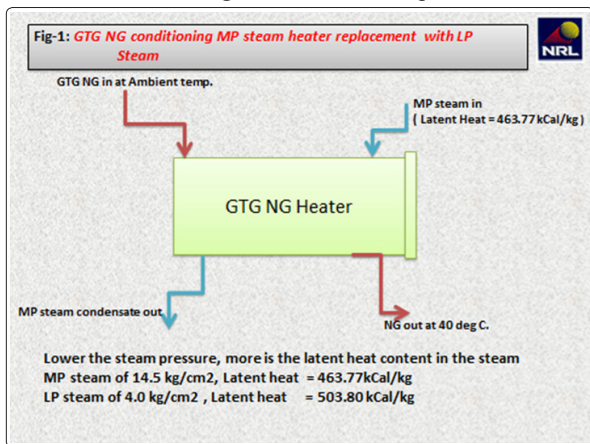 Fig-1: GTG NG conditioning MP steam heater replacement with LP
Steam
NRL
GTG NG in at Ambient temp.
MP steam in
( Latent Heat = 463.77 kCal/kg )
GTG NG Heater
MP steam condensate out
NG out at 40 deg C.
Lower the steam pressure, more is the latent heat content in the steam
MP steam of 14.5 kg/cm2, Latent heat = 463.77kCal/kg
LP steam of 4.0 kg/cm2 , Latent heat = 503.80 kCal/kg